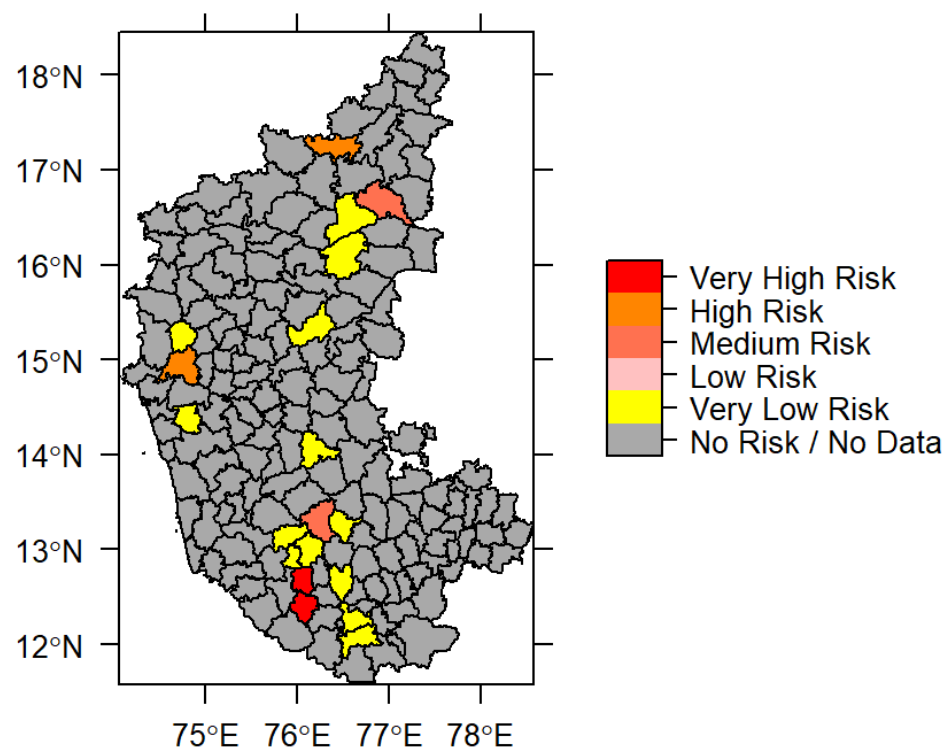 18°N
17°N
16°N
15°N
14°N
13°N
12°N
75°E 76°E 77°E 78°E
Very High Risk
High Risk
Medium Risk
Low Risk
Very Low Risk
No Risk / No Data